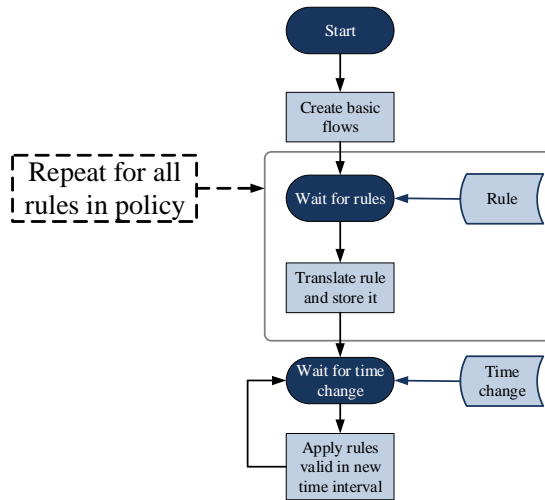 Start
Create basic
flows
Repeat for all
rules in policy
Wait for rules
Rule
Translate rule
and store it
Wait for time
change
Time
change
Apply rules
valid in new
time interval